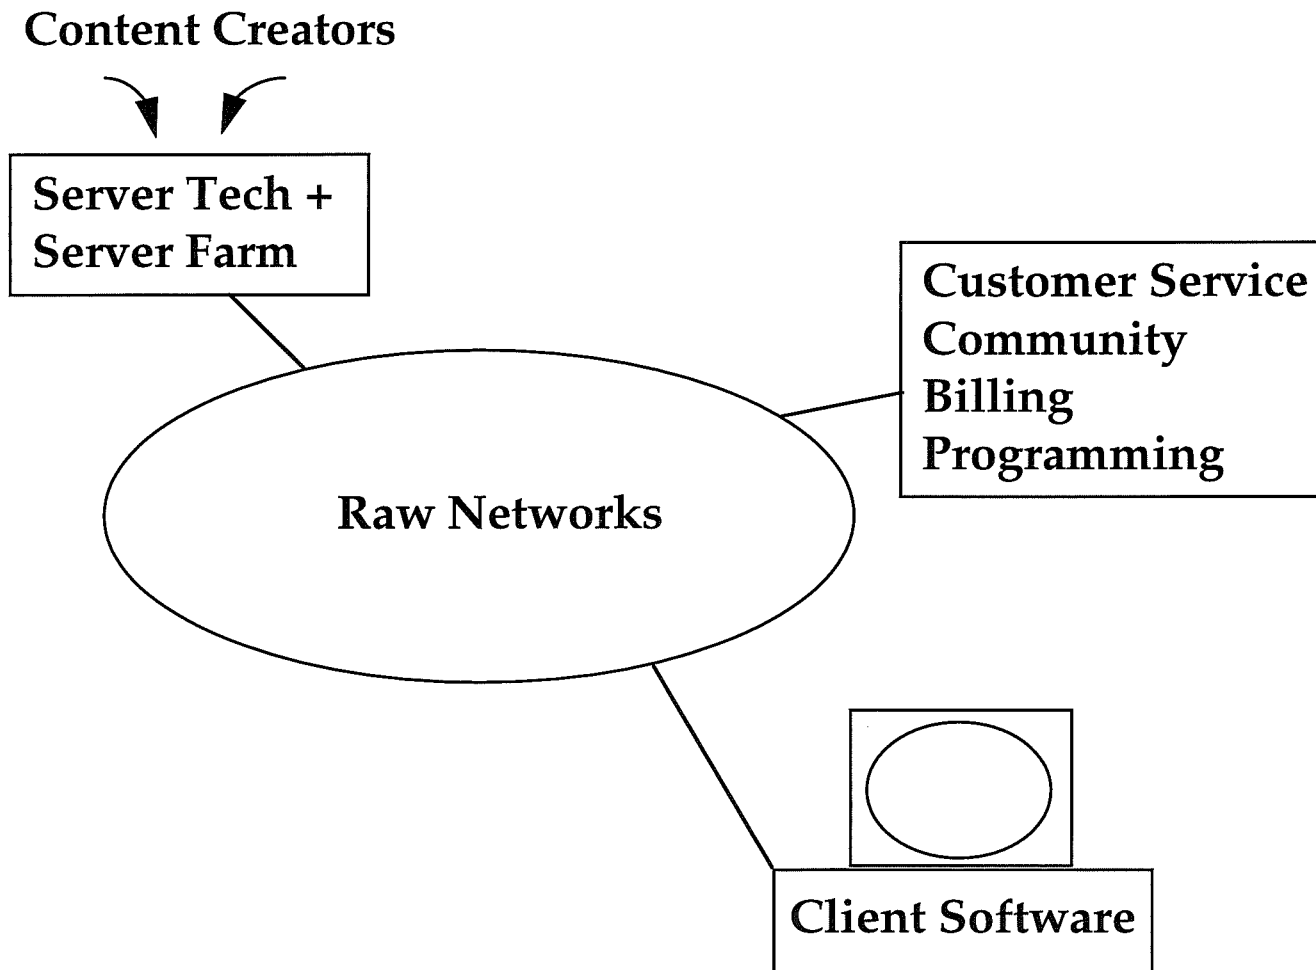 Content Creators
Server Tech +
Server Farm
Customer Service
Community
Billing
Programming
Raw Networks
Client Software